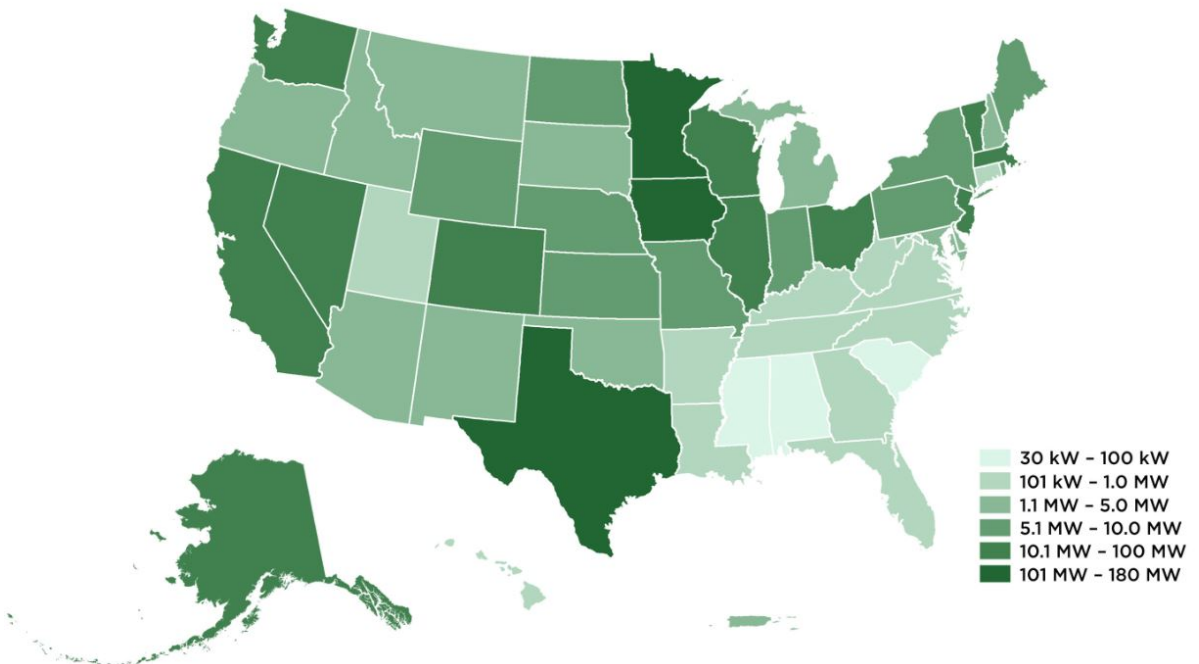 30 kW – 100 kW
101 kW – 1.0 MW
1.1 MW – 5.0 MW
5.1 MW – 10.0 MW
10.1 MW – 100 MW
101 MW – 180 MW